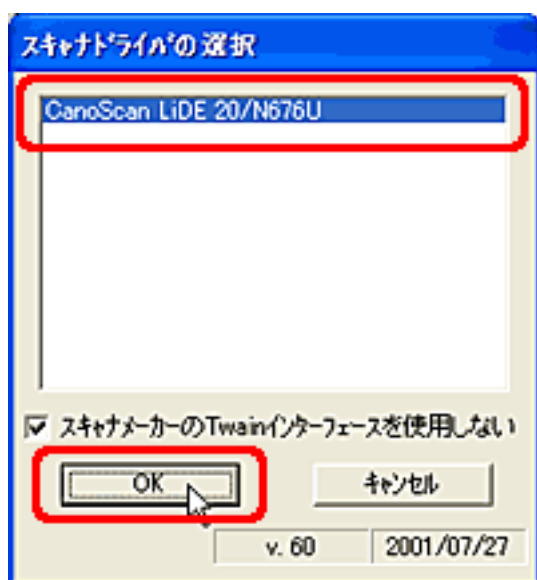 スキャナドライバの選択
CanoScan LiDE 20/N676U
スキャナメーカーのTwainインターフェースを使用しない
OK キャンセル
v. 60 2001/07/27